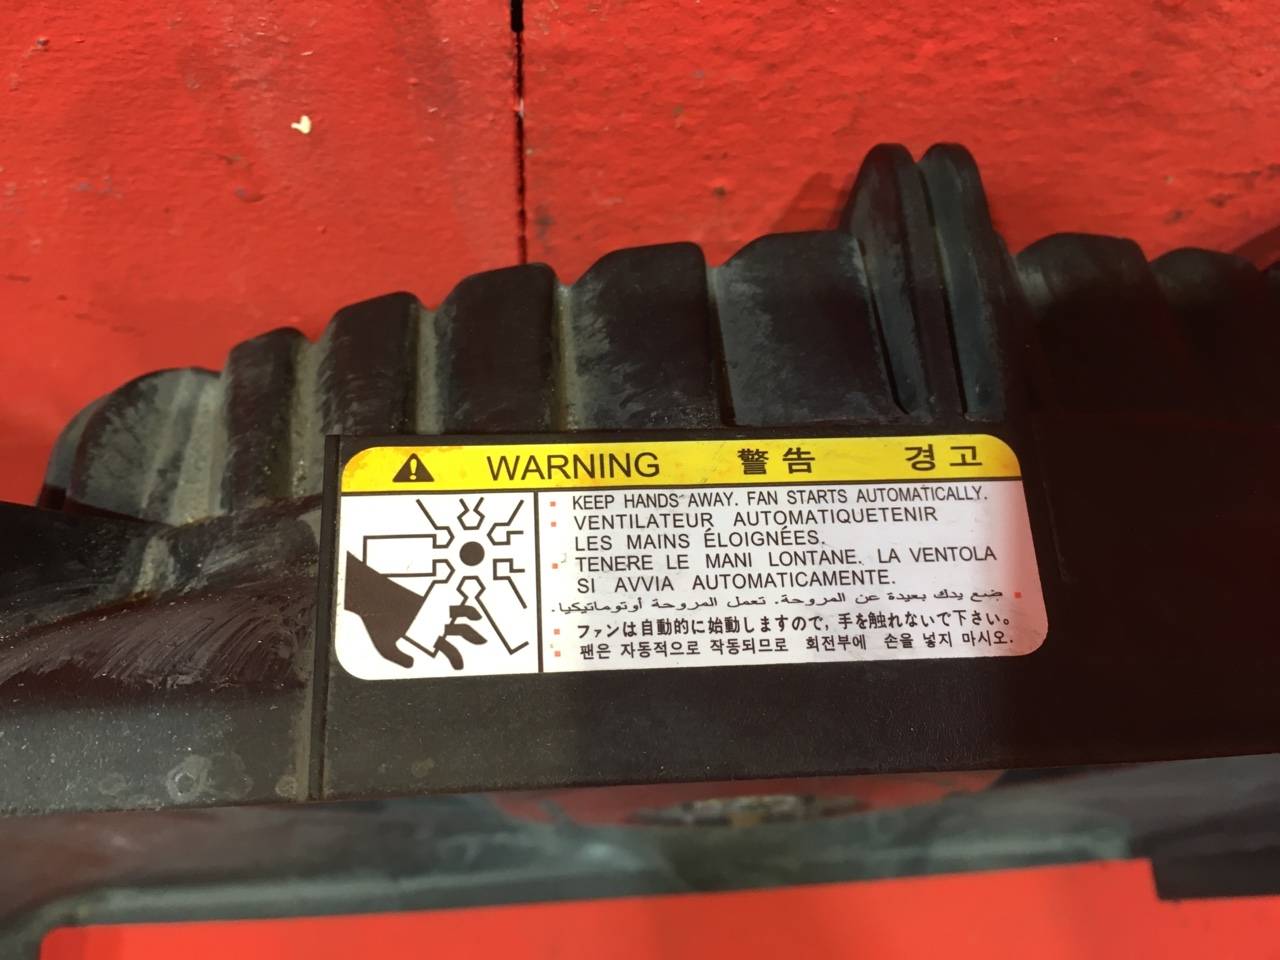 WARNING 警告 경고
KEEP HANDS AWAY. FAN STARTS AUTOMATICALLY.
VENTILATEUR AUTOMATIQUETENIR
LES MAINS ÉLOIGNÉES.
TENERE LE MANI LONTANE. LA VENTOLA
SI AVVIA AUTOMATICAMENTE.
ضع يدك بعيدة عن المروحة. تعمل المروحة أوتوماتيكيا.
ファンは自動的に始動しますので, 手を触れないで下さい。
팬은 자동적으로 작동되므로 회전부에 손을 넣지 마시오.